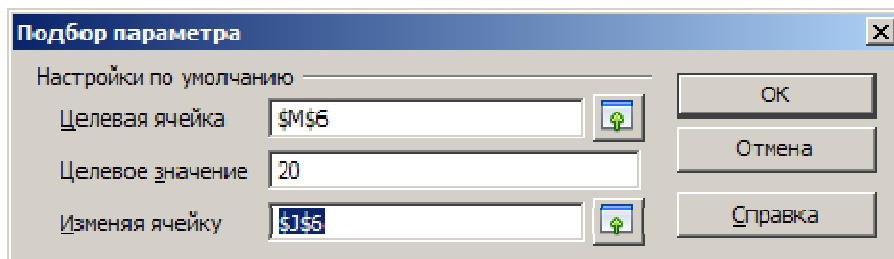 Подбор параметра
Настройки по умолчанию
Целевая ячейка $M$6
Целевое значение 20
Изменяя ячейку $J$6
ОК
Отмена
Справка